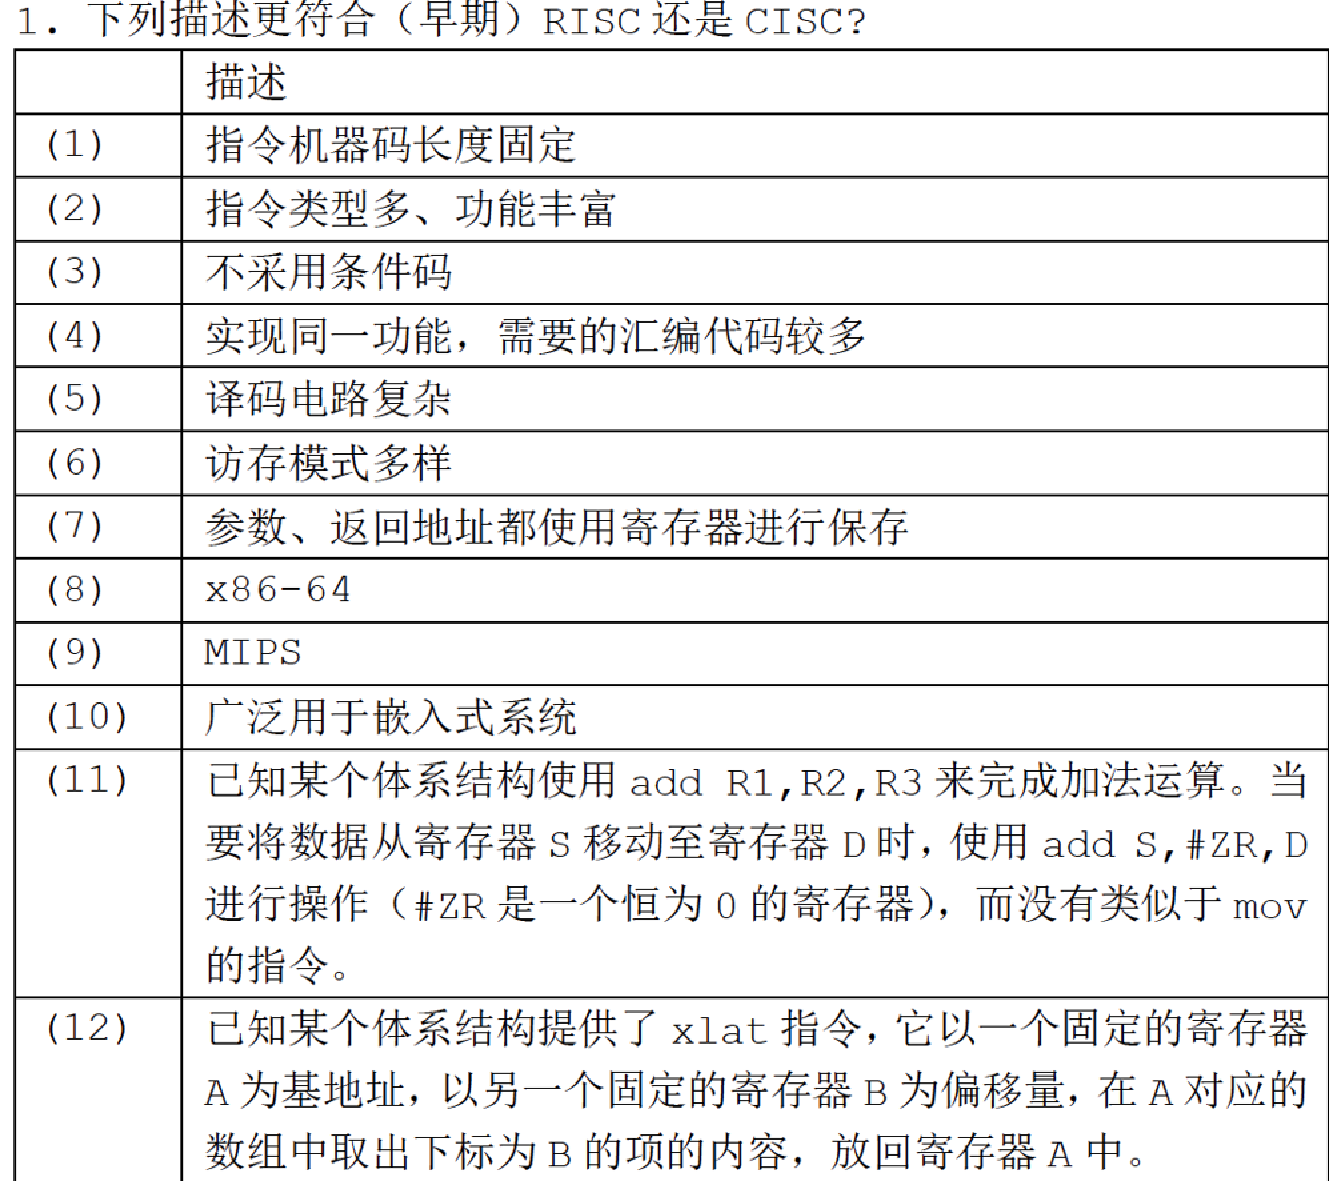 1. 下列描述更符合（早期）RISC 还是 CISC?
描述
(1) 指令机器码长度固定
(2) 指令类型多、功能丰富
(3) 不采用条件码
(4) 实现同一功能，需要的汇编代码较多
(5) 译码电路复杂
(6) 访存模式多样
(7) 参数、返回地址都使用寄存器进行保存
(8) x86-64
(9) MIPS
(10) 广泛用于嵌入式系统
(11) 已知某个体系结构使用 add R1,R2,R3 来完成加法运算。当
要将数据从寄存器 S 移动至寄存器 D 时，使用 add S,#ZR,D
进行操作（#ZR 是一个恒为 0 的寄存器），而没有类似于 mov
的指令。
(12) 已知某个体系结构提供了 xlat 指令，它以一个固定的寄存器
A 为基地址，以另一个固定的寄存器 B 为偏移量，在 A 对应的
数组中取出下标为 B 的项的内容，放回寄存器 A 中。